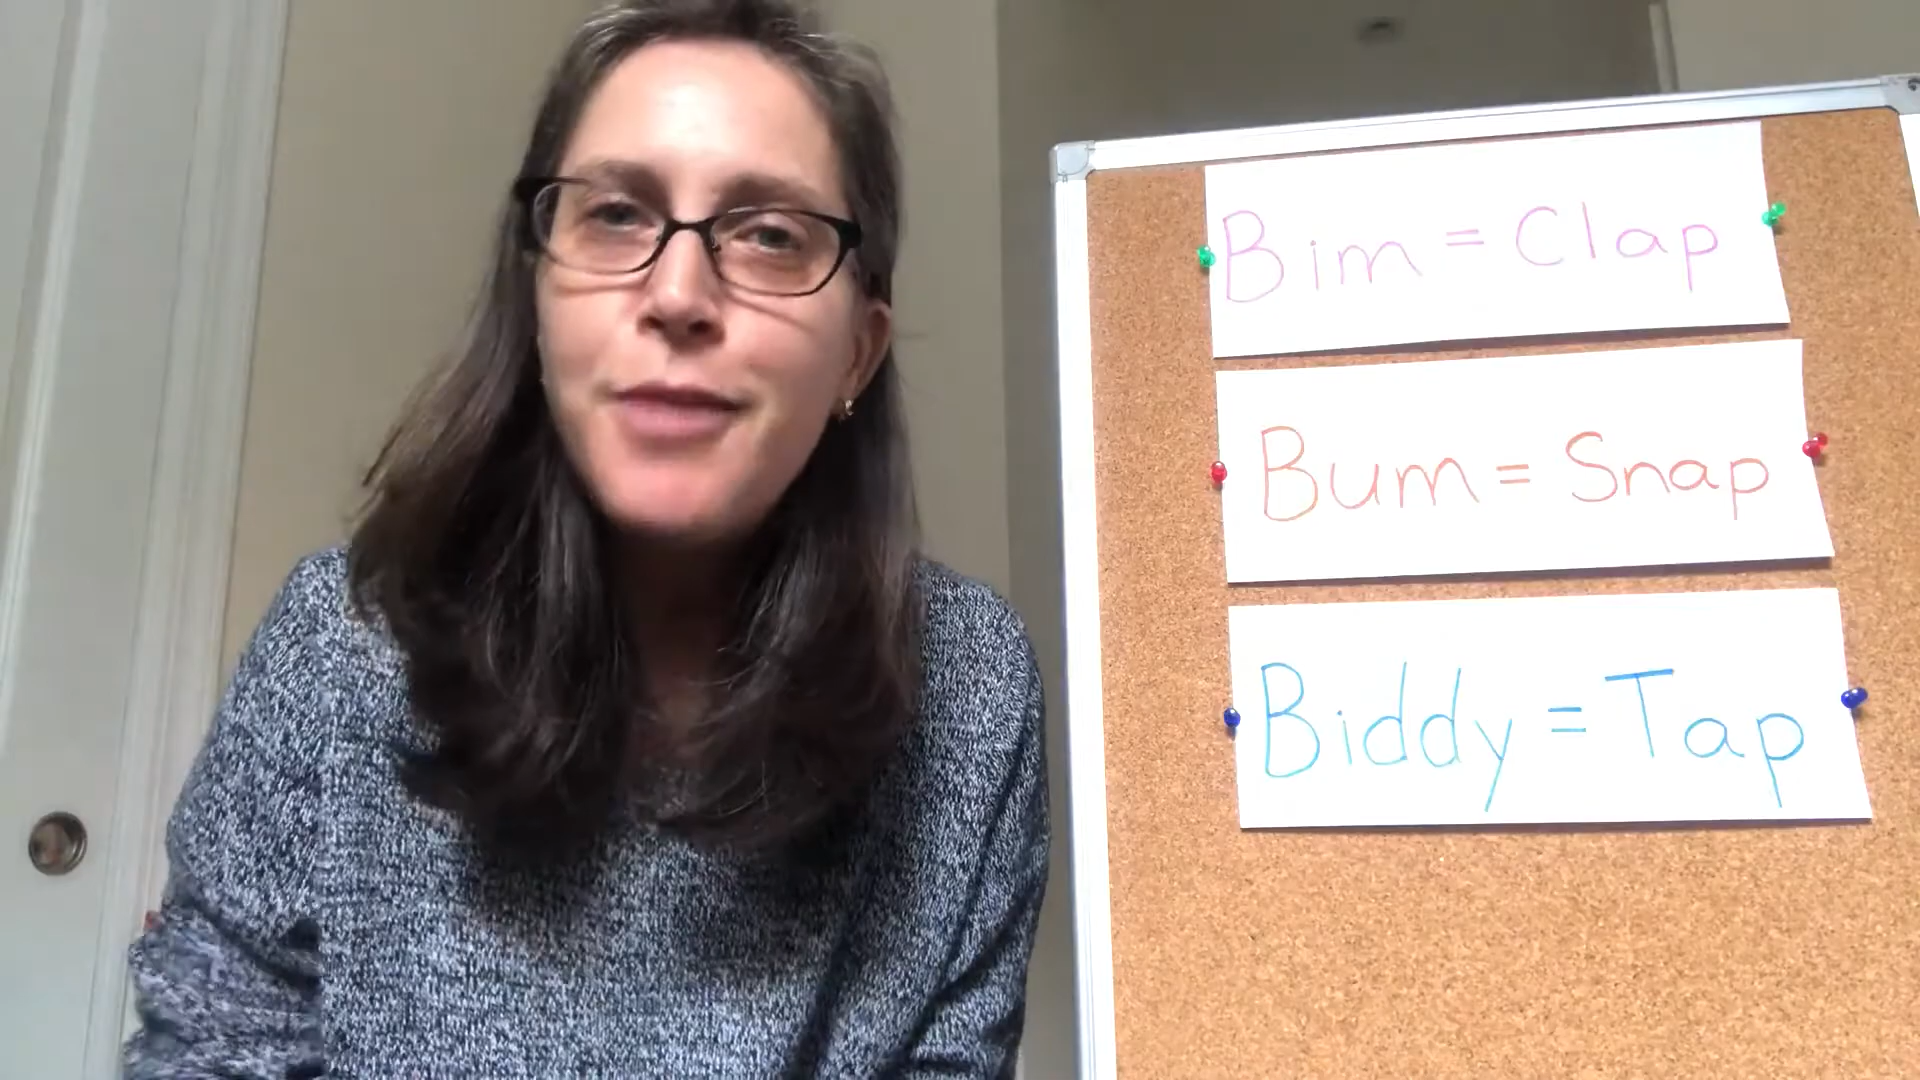 Bim = Clap
Bum = Snap
Biddy = Tap